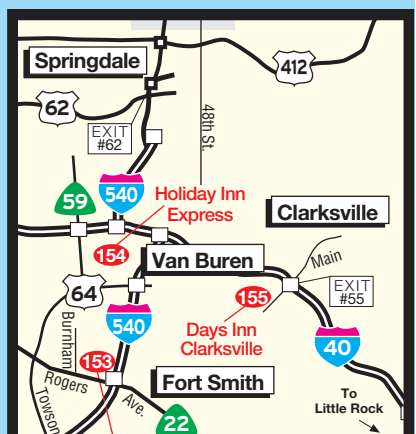 Springdale
412
62
EXIT
#62
48th St.
59
540
Holiday Inn
Express
Clarksville
154
Van Buren
Main
64
155
EXIT
#55
540
Days Inn
Clarksville
40
Burnham
153
Rogers
Ave.
Fort Smith
Towson
To
Little Rock
22